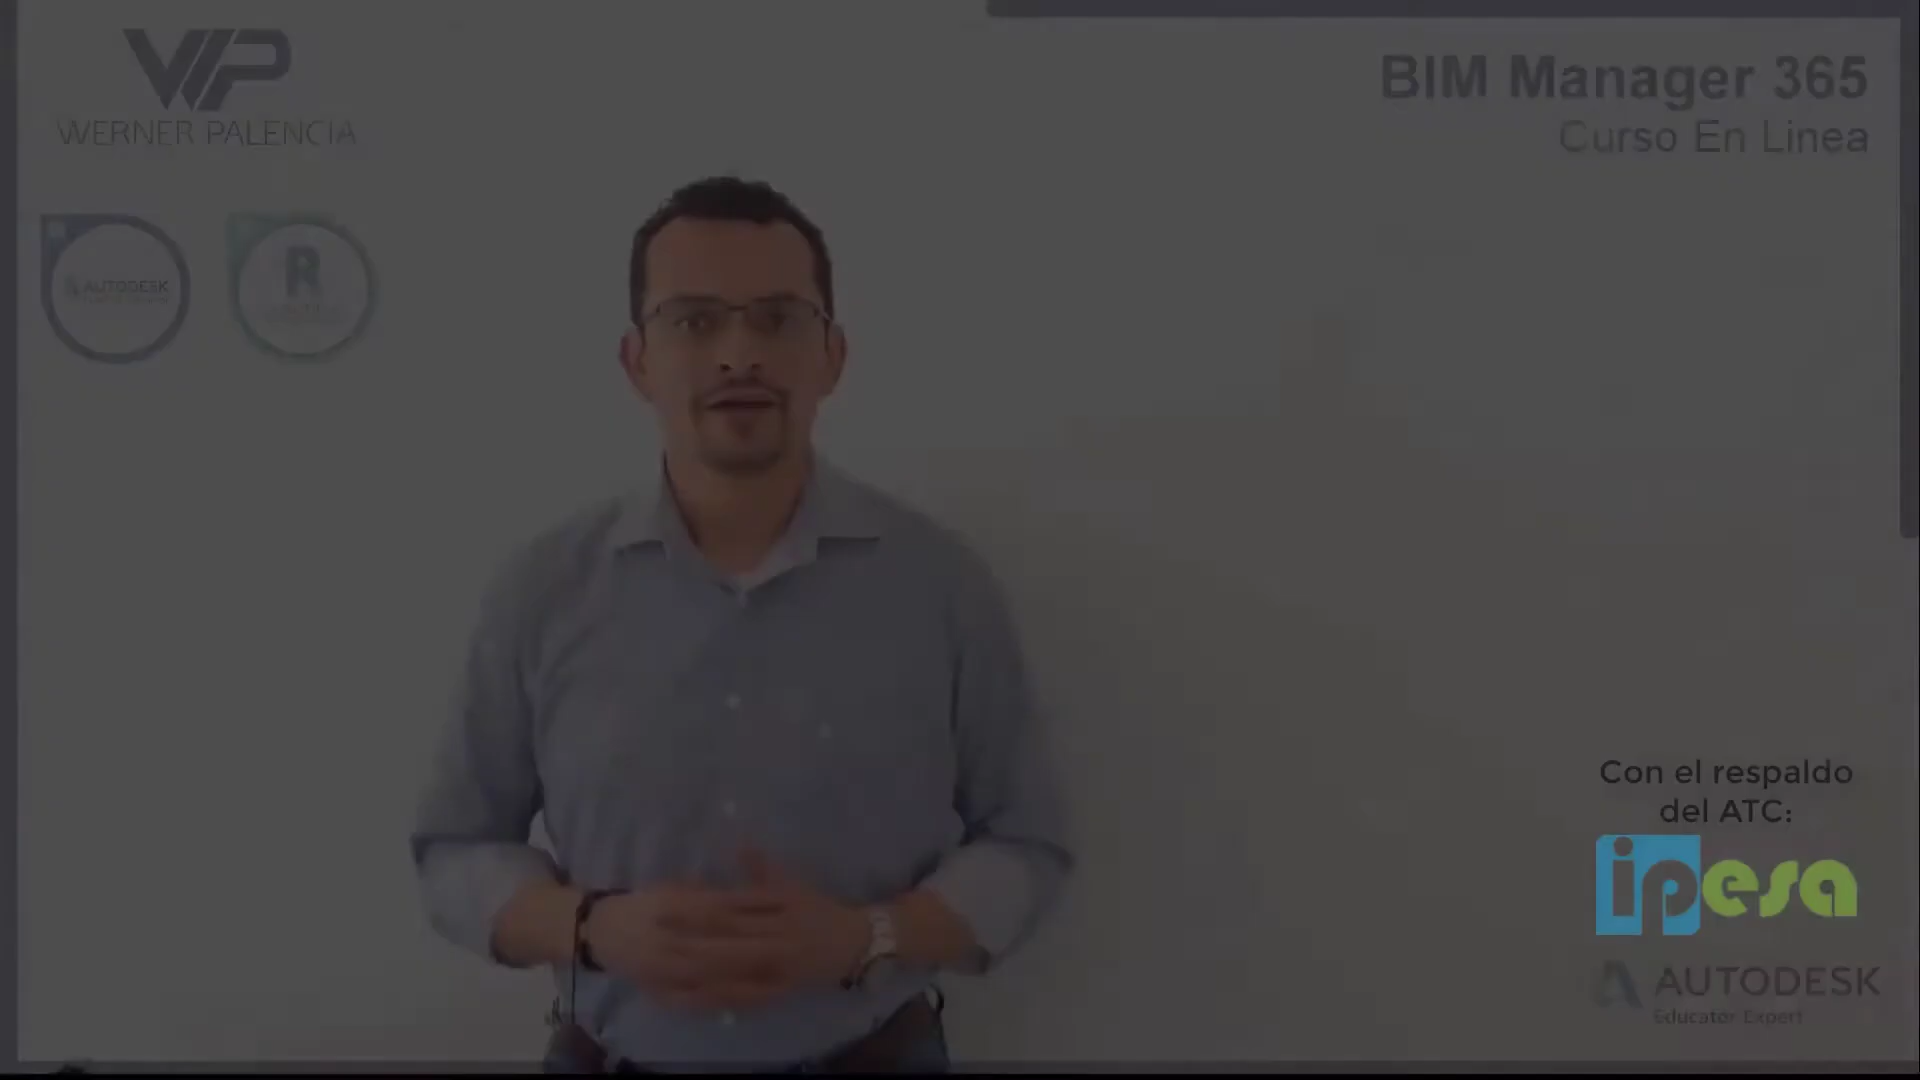 WP
WERNER PALENCIA
BIM Manager 365
Curso En Linea
AUTODESK
R
Con el respaldo
del ATC:
ipesa
AUTODESK
Educator Expert